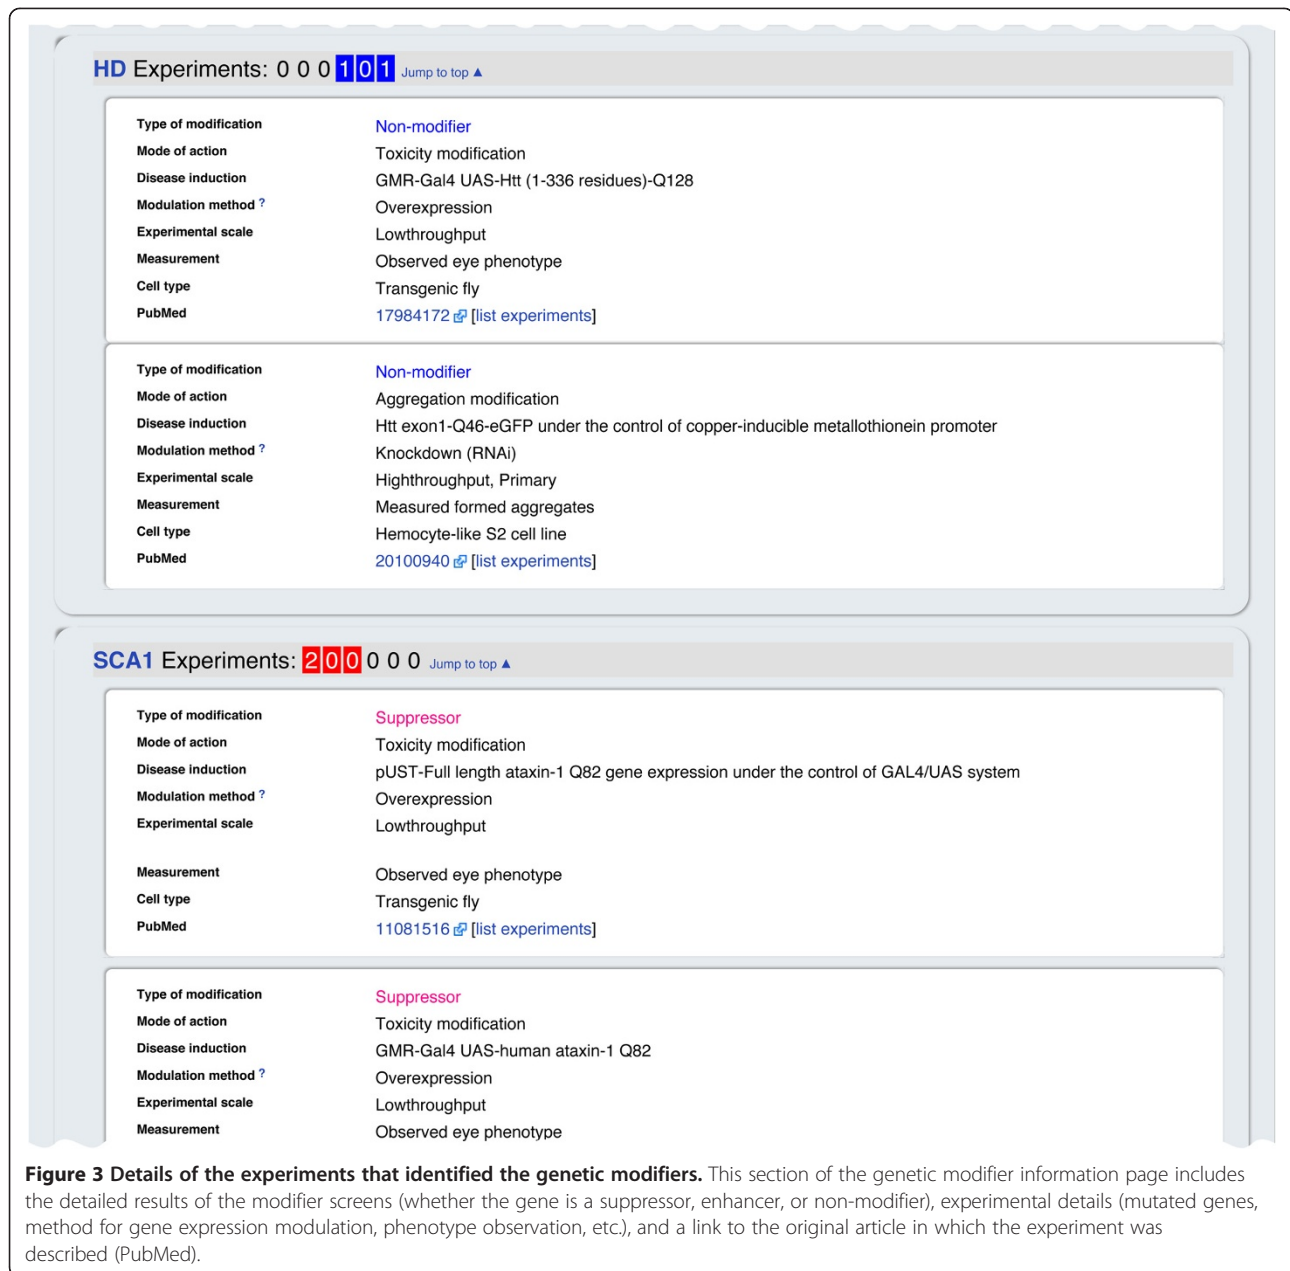 HD Experiments: 0 0 0 1 0 1 Jump to top ▲
Type of modification Non-modifier
Mode of action Toxicity modification
Disease induction GMR-Gal4 UAS-Htt (1-336 residues)-Q128
Modulation method ? Overexpression
Experimental scale Lowthroughput
Measurement Observed eye phenotype
Cell type Transgenic fly
PubMed 17984172 [list experiments]
Type of modification Non-modifier
Mode of action Aggregation modification
Disease induction Htt exon1-Q46-eGFP under the control of copper-inducible metallothionein promoter
Modulation method ? Knockdown (RNAi)
Experimental scale Highthroughput, Primary
Measurement Measured formed aggregates
Cell type Hemocyte-like S2 cell line
PubMed 20100940 [list experiments]
SCA1 Experiments: 2 0 0 0 0 0 Jump to top ▲
Type of modification Suppressor
Mode of action Toxicity modification
Disease induction pUST-Full length ataxin-1 Q82 gene expression under the control of GAL4/UAS system
Modulation method ? Overexpression
Experimental scale Lowthroughput
Measurement Observed eye phenotype
Cell type Transgenic fly
PubMed 11081516 [list experiments]
Type of modification Suppressor
Mode of action Toxicity modification
Disease induction GMR-Gal4 UAS-human ataxin-1 Q82
Modulation method ? Overexpression
Experimental scale Lowthroughput
Measurement Observed eye phenotype
Figure 3 Details of the experiments that identified the genetic modifiers. This section of the genetic modifier information page includes
the detailed results of the modifier screens (whether the gene is a suppressor, enhancer, or non-modifier), experimental details (mutated genes,
method for gene expression modulation, phenotype observation, etc.), and a link to the original article in which the experiment was
described (PubMed).